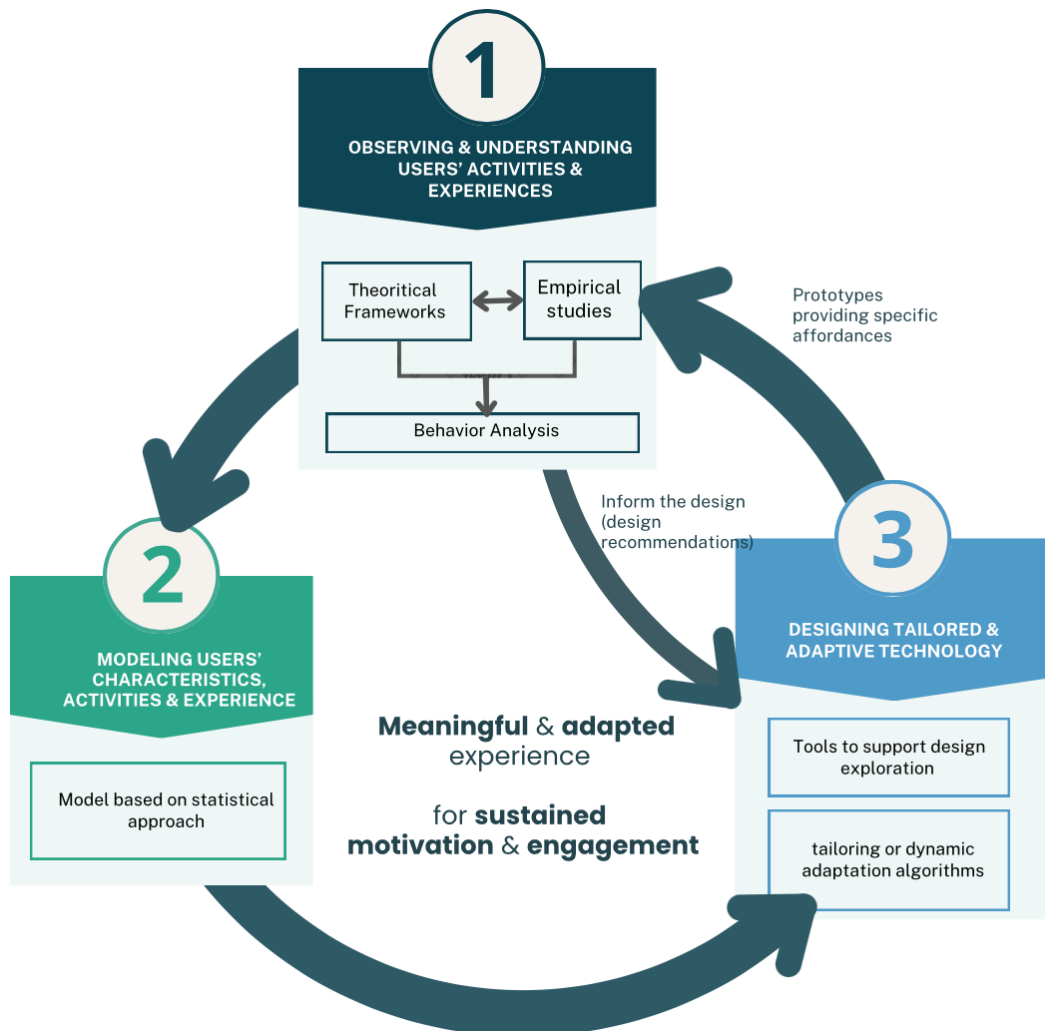 1
OBSERVING & UNDERSTANDING
USERS' ACTIVITIES &
EXPERIENCES
Theoritical
Frameworks
Empirical
studies
Behavior Analysis
Prototypes
providing specific
affordances
Inform the design
(design
recommendations)
2
MODELING USERS'
CHARACTERISTICS,
ACTIVITIES & EXPERIENCE
Model based on statistical
approach
3
DESIGNING TAILORED &
ADAPTIVE TECHNOLOGY
Tools to support design
exploration
tailoring or dynamic
adaptation algorithms
Meaningful & adapted
experience
for sustained
motivation & engagement